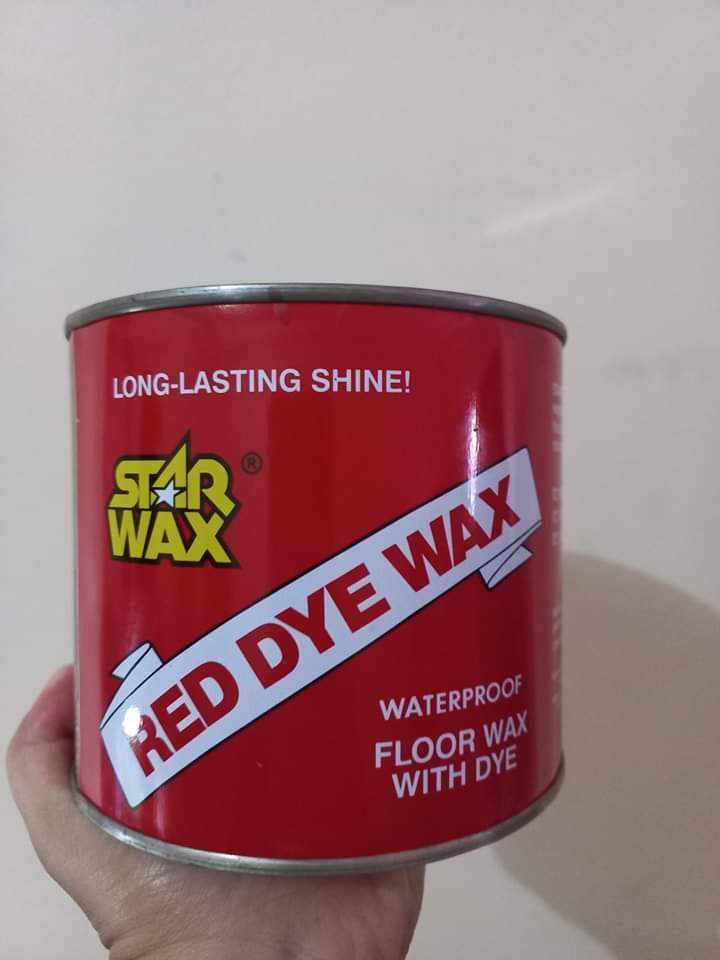 LONG-LASTING SHINE!
STAR
WAX
®
RED DYE WAX
WATERPROOF
FLOOR WAX
WITH DYE